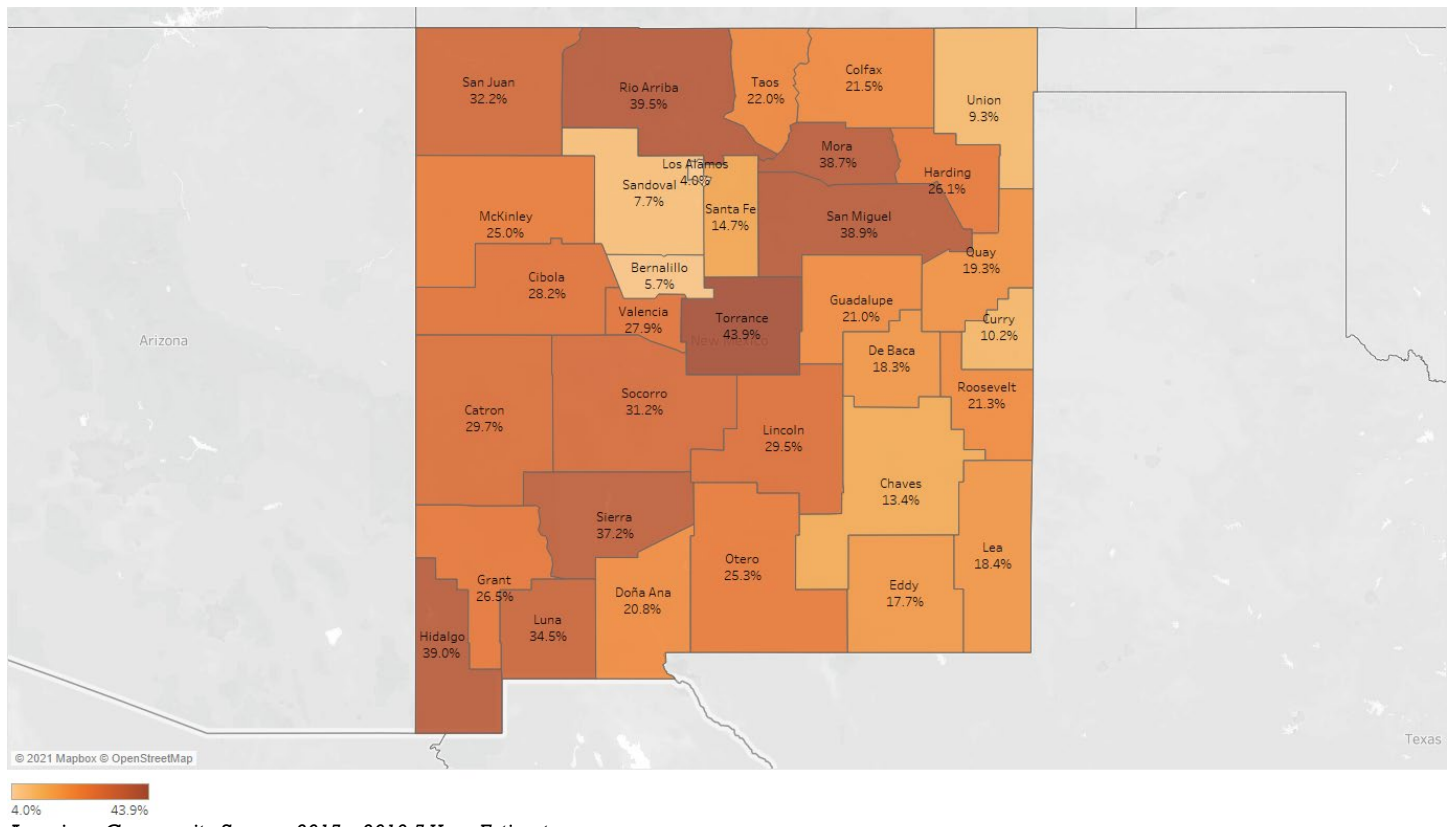 San Juan
32.2%
Rio Arriba
39.5%
Taos
22.0%
Colfax
21.5%
Union
9.3%
Mora
38.7%
Harding
26.1%
Los Alamos
4.0%
Sandoval
7.7%
Santa Fe
14.7%
San Miguel
38.9%
McKinley
25.0%
Quay
19.3%
Cibola
28.2%
Bernalillo
5.7%
Valencia
27.9%
Torrance
43.9%
New Mexico
Guadalupe
21.0%
Curry
10.2%
Arizona
De Baca
18.3%
Roosevelt
21.3%
Catron
29.7%
Socorro
31.2%
Lincoln
29.5%
Chaves
13.4%
Sierra
37.2%
Otero
25.3%
Lea
18.4%
Grant
26.5%
Doña Ana
20.8%
Eddy
17.7%
Luna
34.5%
Hidalgo
39.0%
Texas
© 2021 Mapbox © OpenStreetMap
4.0% 43.9%